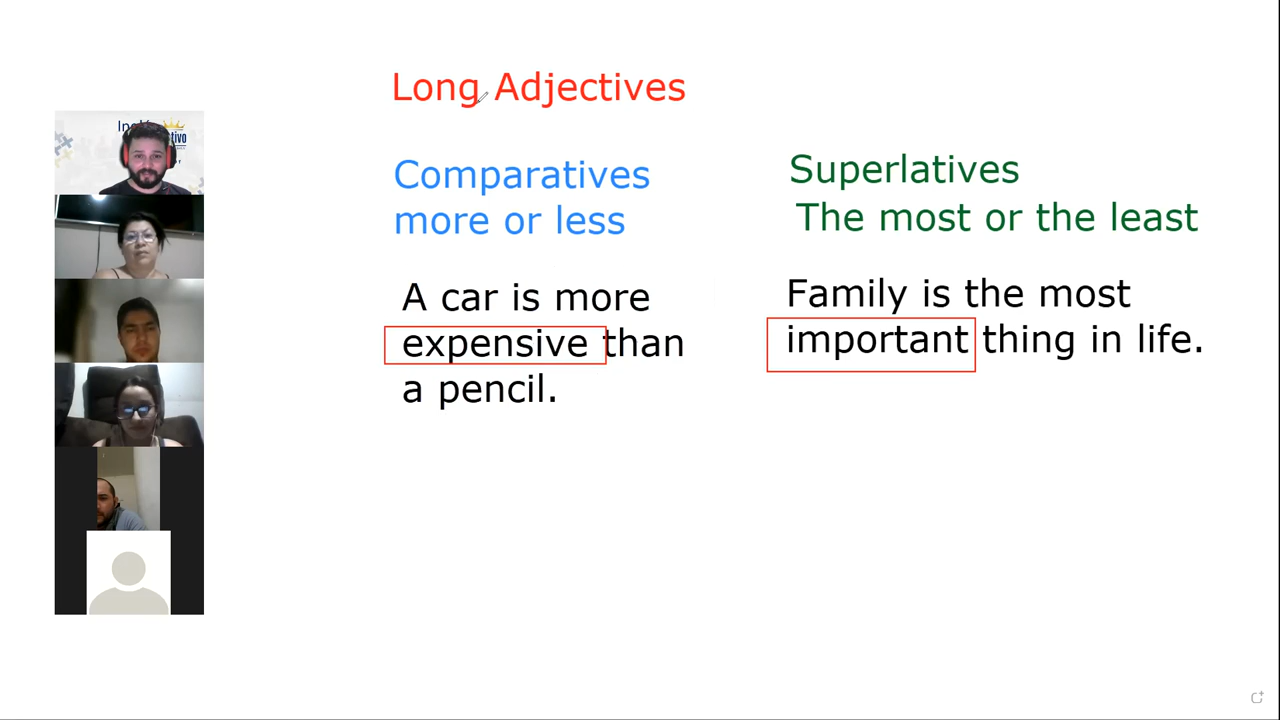 Long Adjectives
Comparatives
more or less
Superlatives
The most or the least
A car is more
expensive than
a pencil.
Family is the most
important thing in life.